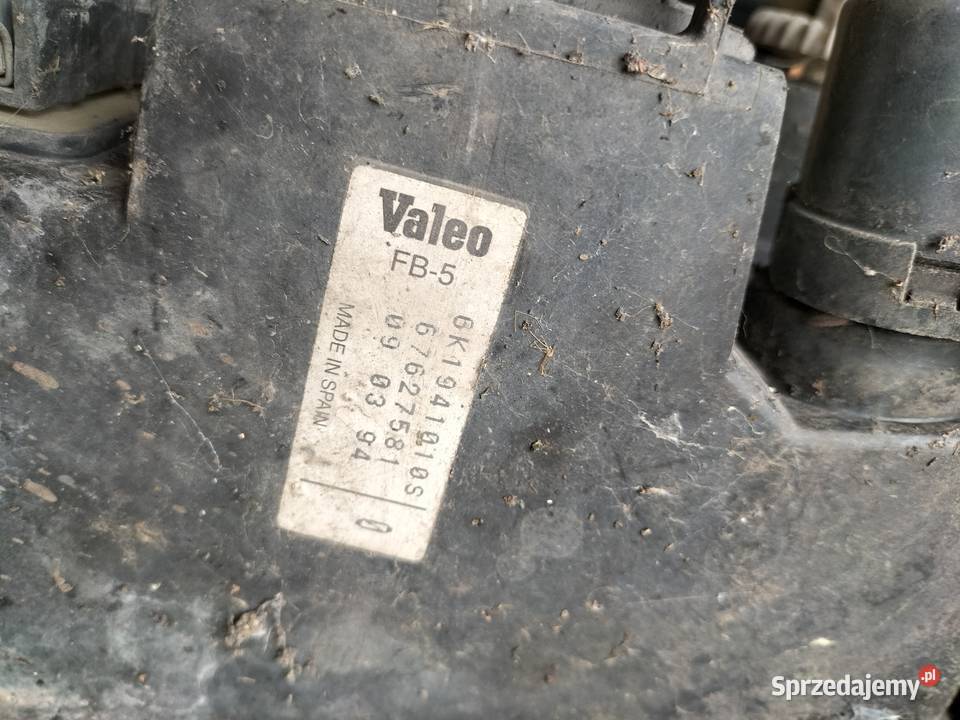 Valeo
FB-5
6K1941010S
67627581
09 03 94
0
MADE IN SPAIN
Sprzedajemy.pl